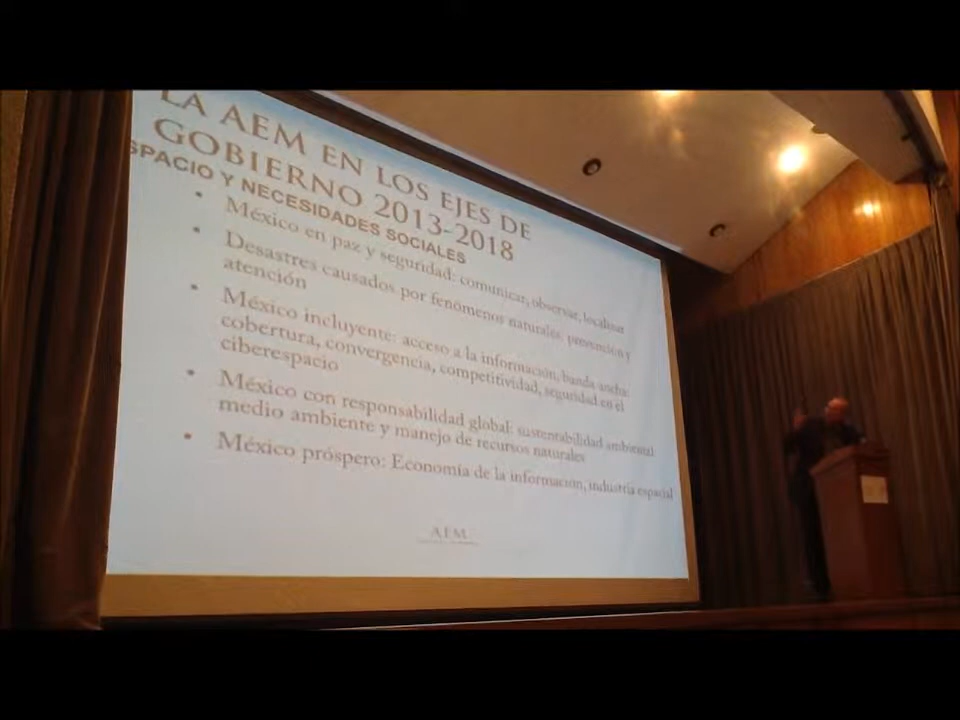 LA AEM EN LOS EJES DE
GOBIERNO 2013-2018
SPACIO Y NECESIDADES SOCIALES
• México en paz y seguridad: comunicar, observar, localizar
• Desastres causados por fenómenos naturales, prevención y
atención
• México incluyente: acceso a la información, banda ancha:
cobertura, convergencia, competitividad, seguridad en el
ciberespacio
• México con responsabilidad global: sustentabilidad ambiental
medio ambiente y manejo de recursos naturales
• México próspero: Economía de la información, industria espacial
AEM